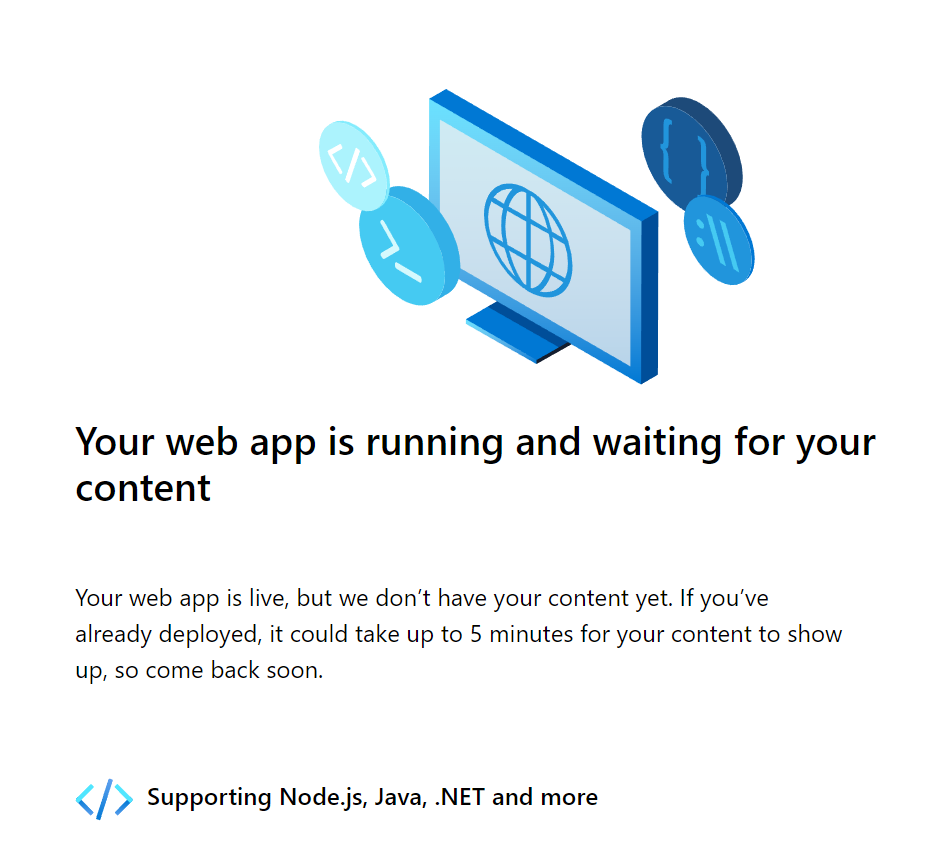 Your web app is running and waiting for your
content
Your web app is live, but we don’t have your content yet. If you’ve
already deployed, it could take up to 5 minutes for your content to show
up, so come back soon.
Supporting Node.js, Java, .NET and more